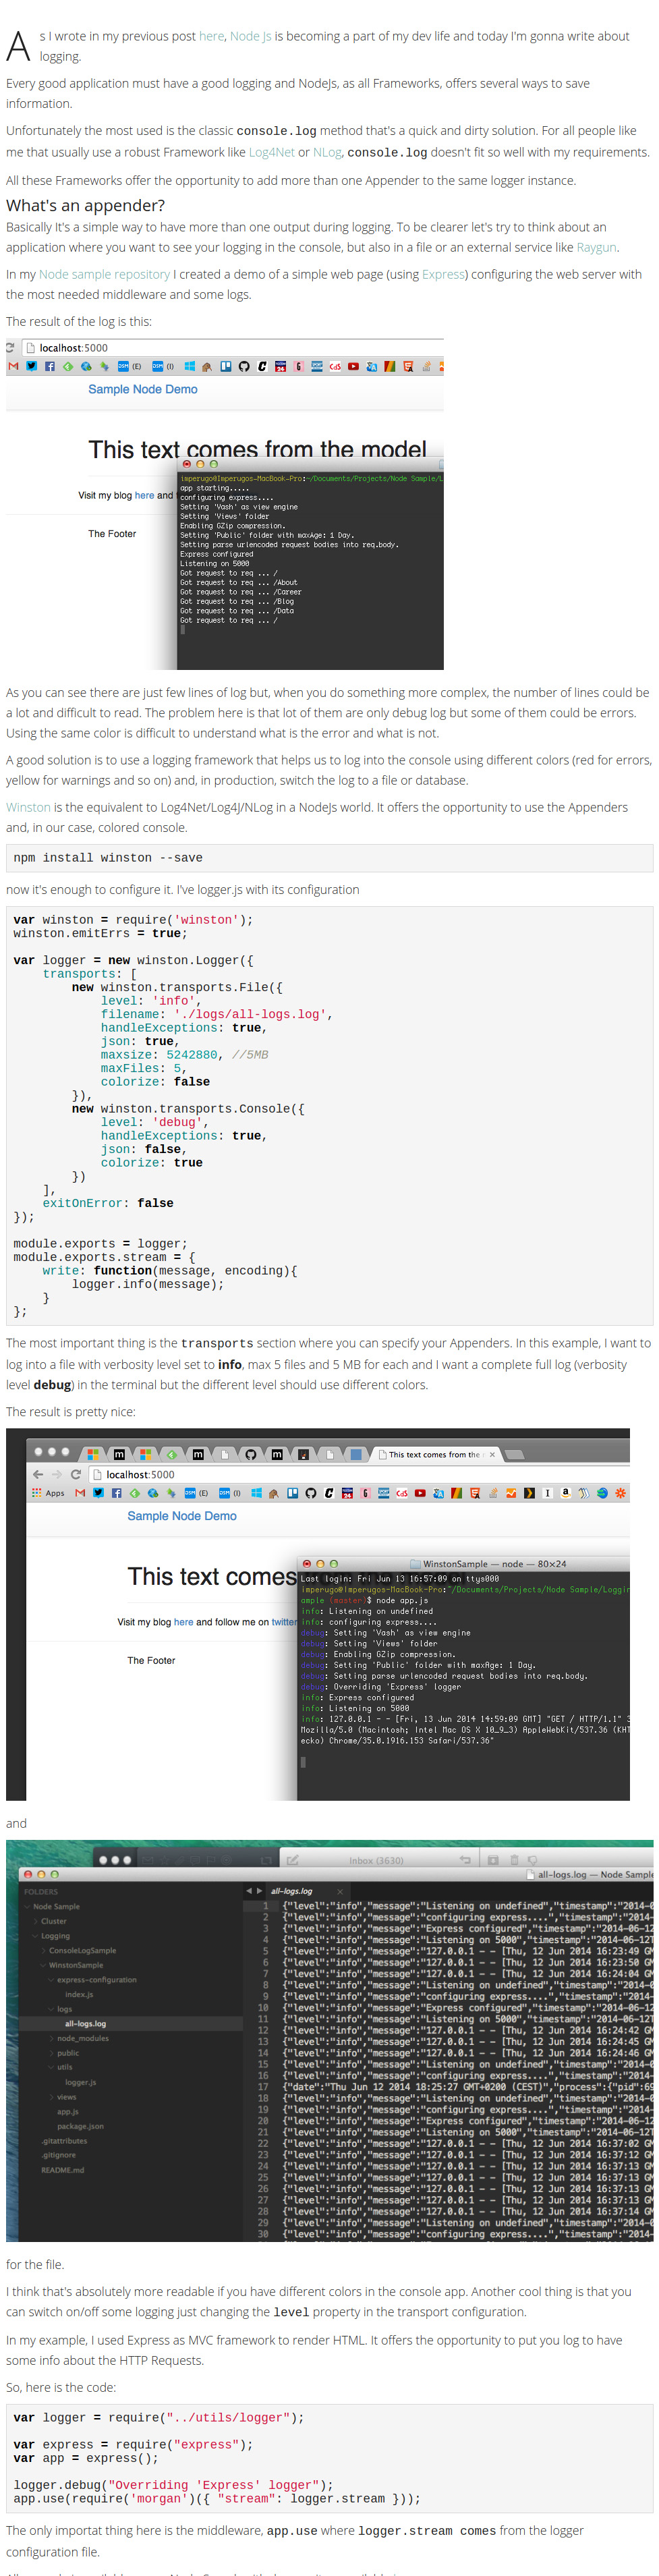 As I wrote in my previous post here, Node Js is becoming a part of my dev life and today I'm gonna write about
logging.
Every good application must have a good logging and NodeJs, as all Frameworks, offers several ways to save
information.
Unfortunately the most used is the classic console.log method that's a quick and dirty solution. For all people like
me that usually use a robust Framework like Log4Net or NLog, console.log doesn't fit so well with my requirements.
All these Frameworks offer the opportunity to add more than one Appender to the same logger instance.
What's an appender?
Basically It's a simple way to have more than one output during logging. To be clearer let's try to think about an
application where you want to see your logging in the console, but also in a file or an external service like Raygun.
In my Node sample repository I created a demo of a simple web page (using Express) configuring the web server with
the most needed middleware and some logs.
The result of the log is this:
localhost:5000
Sample Node Demo
This text comes from the model
imperugo@Imperugos-MacBook-Pro:~/Documents/Projects/Node Sample/L
Visit my blog here and
The Footer
app starting.....
configuring express....
Setting 'Vash' as view engine
Setting 'Views' folder
Enabling GZip compression.
Setting 'Public' folder with maxAge: 1 Day.
Setting parse urlencoded request bodies into req.body.
Express configured
Listening on 5000
Got request to req ... /
Got request to req ... /About
Got request to req ... /Career
Got request to req ... /Blog
Got request to req ... /Data
Got request to req ... /
As you can see there are just few lines of log but, when you do something more complex, the number of lines could be
a lot and difficult to read. The problem here is that lot of them are only debug log but some of them could be errors.
Using the same color is difficult to understand what is the error and what is not.
A good solution is to use a logging framework that helps us to log into the console using different colors (red for errors,
yellow for warnings and so on) and, in production, switch the log to a file or database.
Winston is the equivalent to Log4Net/Log4J/NLog in a NodeJs world. It offers the opportunity to use the Appenders
and, in our case, colored console.
npm install winston --save
now it's enough to configure it. I've logger.js with its configuration
var winston = require('winston');
winston.emitErrs = true;
var logger = new winston.Logger({
transports: [
new winston.transports.File({
level: 'info',
filename: './logs/all-logs.log',
handleExceptions: true,
json: true,
maxsize: 5242880, //5MB
maxFiles: 5,
colorize: false
}),
new winston.transports.Console({
level: 'debug',
handleExceptions: true,
json: false,
colorize: true
})
],
exitOnError: false
});
module.exports = logger;
module.exports.stream = {
write: function(message, encoding){
logger.info(message);
}
};
The most important thing is the transports section where you can specify your Appenders. In this example, I want to
log into a file with verbosity level set to info, max 5 files and 5 MB for each and I want a complete full log (verbosity
level debug) in the terminal but the different level should use different colors.
The result is pretty nice:
This text comes from the
localhost:5000
Apps
Sample Node Demo
This text comes
Visit my blog here and follow me on twitter
The Footer
WinstonSample — node — 80×24
Last login: Fri Jun 13 16:57:09 on ttys000
imperugo@Imperugos-MacBook-Pro:~/Documents/Projects/Node Sample/Loggin
ample (master)$ node app.js
info: Listening on undefined
info: configuring express....
debug: Setting 'Vash' as view engine
debug: Setting 'Views' folder
debug: Enabling GZip compression.
debug: Setting 'Public' folder with maxAge: 1 Day.
debug: Setting parse urlencoded request bodies into req.body.
debug: Overriding 'Express' logger
info: Express configured
info: Listening on 5000
info: 127.0.0.1 - - [Fri, 13 Jun 2014 14:59:09 GMT] "GET / HTTP/1.1" 3
Mozilla/5.0 (Macintosh; Intel Mac OS X 10_9_3) AppleWebKit/537.36 (KHT
ecko) Chrome/35.0.1916.153 Safari/537.36"
and
Inbox (3630)
all-logs.log — Node Sample
FOLDERS
Node Sample
Cluster
Logging
ConsoleLogSample
WinstonSample
express-configuration
index.js
logs
all-logs.log
node_modules
public
utils
logger.js
views
app.js
package.json
.gitattributes
.gitignore
README.md
all-logs.log
1 {"level":"info","message":"Listening on undefined","timestamp":"2014-0
2 {"level":"info","message":"configuring express....","timestamp":"2014-
3 {"level":"info","message":"Express configured","timestamp":"2014-06-12
4 {"level":"info","message":"Listening on 5000","timestamp":"2014-06-12T
5 {"level":"info","message":"127.0.0.1 - - [Thu, 12 Jun 2014 16:23:49 GM
6 {"level":"info","message":"127.0.0.1 - - [Thu, 12 Jun 2014 16:23:50 GM
7 {"level":"info","message":"127.0.0.1 - - [Thu, 12 Jun 2014 16:24:04 GM
8 {"level":"info","message":"Listening on undefined","timestamp":"2014-0
9 {"level":"info","message":"configuring express....","timestamp":"2014-
10 {"level":"info","message":"Express configured","timestamp":"2014-06-12
11 {"level":"info","message":"Listening on 5000","timestamp":"2014-06-12T
12 {"level":"info","message":"127.0.0.1 - - [Thu, 12 Jun 2014 16:24:42 GM
13 {"level":"info","message":"127.0.0.1 - - [Thu, 12 Jun 2014 16:24:45 GM
14 {"level":"info","message":"127.0.0.1 - - [Thu, 12 Jun 2014 16:24:46 GM
15 {"level":"info","message":"Listening on undefined","timestamp":"2014-0
16 {"level":"info","message":"configuring express....","timestamp":"2014-
17 {"date":"Thu Jun 12 2014 18:25:27 GMT+0200 (CEST)","process":{"pid":69
18 {"level":"info","message":"Listening on undefined","timestamp":"2014-0
19 {"level":"info","message":"configuring express....","timestamp":"2014-
20 {"level":"info","message":"Express configured","timestamp":"2014-06-12
21 {"level":"info","message":"Listening on 5000","timestamp":"2014-06-12T
22 {"level":"info","message":"127.0.0.1 - - [Thu, 12 Jun 2014 16:37:02 GM
23 {"level":"info","message":"127.0.0.1 - - [Thu, 12 Jun 2014 16:37:12 GM
24 {"level":"info","message":"127.0.0.1 - - [Thu, 12 Jun 2014 16:37:13 GM
25 {"level":"info","message":"127.0.0.1 - - [Thu, 12 Jun 2014 16:37:13 GM
26 {"level":"info","message":"127.0.0.1 - - [Thu, 12 Jun 2014 16:37:13 GM
27 {"level":"info","message":"127.0.0.1 - - [Thu, 12 Jun 2014 16:37:13 GM
28 {"level":"info","message":"127.0.0.1 - - [Thu, 12 Jun 2014 16:37:14 GM
29 {"level":"info","message":"Listening on undefined","timestamp":"2014-0
30 {"level":"info","message":"configuring express....","timestamp":"2014-
for the file.
I think that's absolutely more readable if you have different colors in the console app. Another cool thing is that you
can switch on/off some logging just changing the level property in the transport configuration.
In my example, I used Express as MVC framework to render HTML. It offers the opportunity to put you log to have
some info about the HTTP Requests.
So, here is the code:
var logger = require("../utils/logger");
var express = require("express");
var app = express();
logger.debug("Overriding 'Express' logger");
app.use(require('morgan')({ "stream": logger.stream }));
The only importat thing here is the middleware, app.use where logger.stream comes from the logger
configuration file.